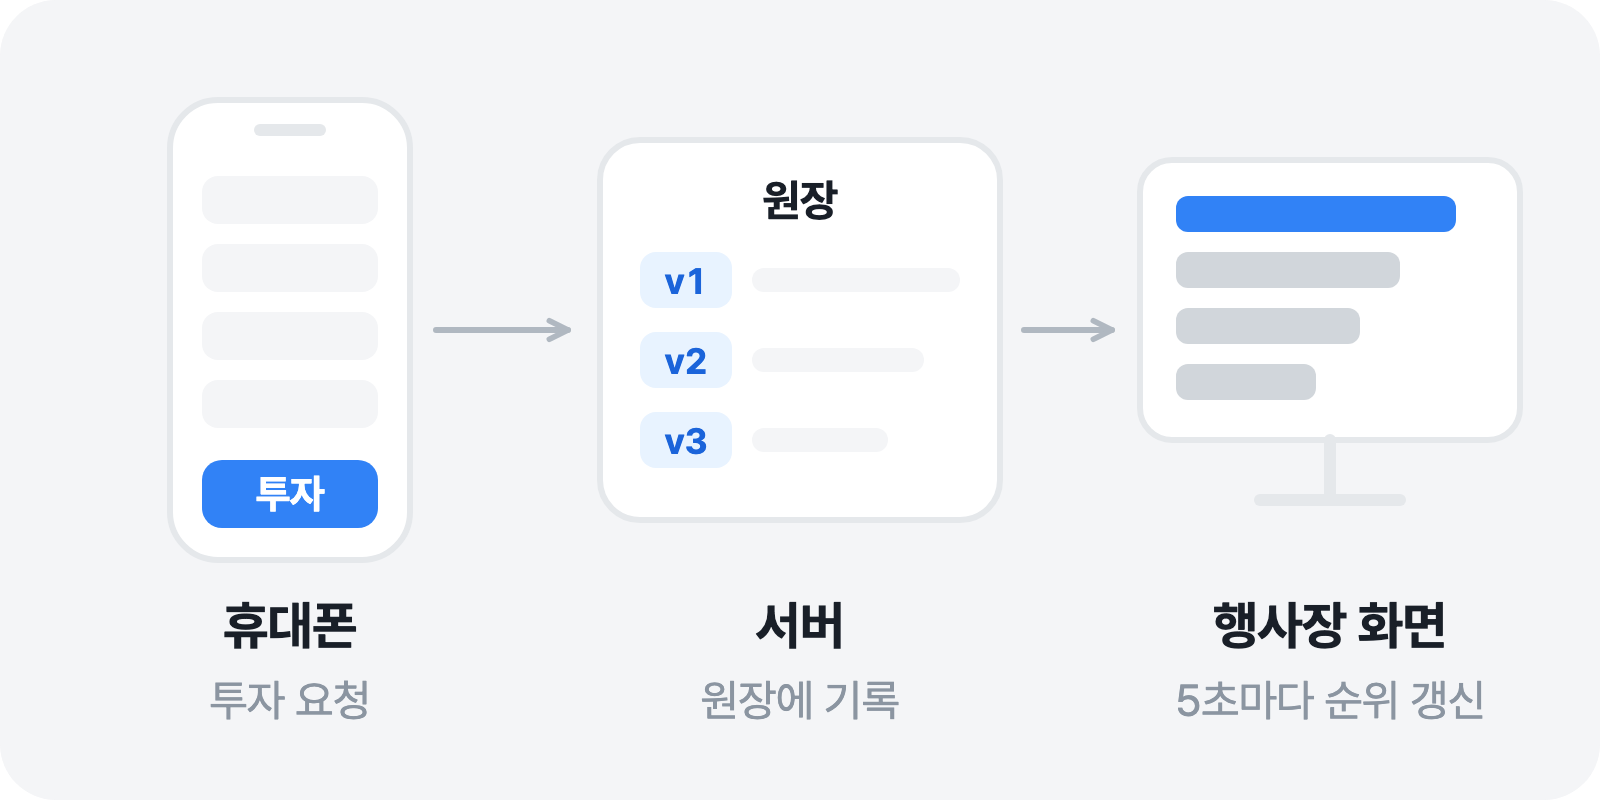 투자
휴대폰
투자 요청
원장
v1
v2
v3
서버
원장에 기록
행사장 화면
5초마다 순위 갱신